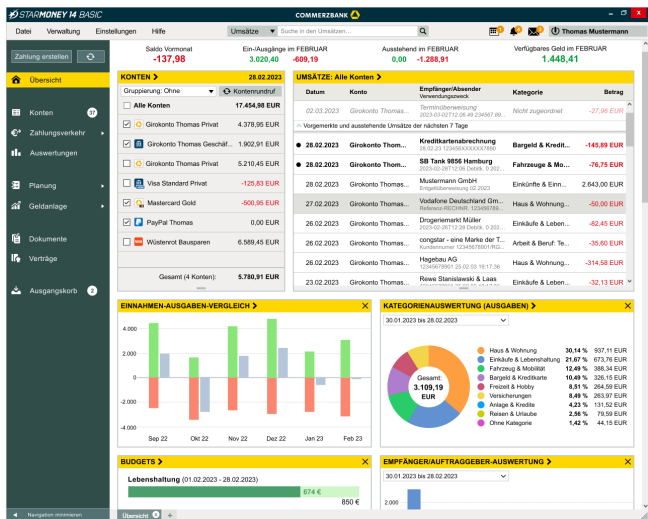 STARMONEY 14 BASIC
COMMERZBANK
Datei Verwaltung Einstellungen Hilfe Umsätze Suche in den Umsätzen... Thomas Mustermann
Zahlung erstellen
Saldo Vormonat Ein-/Ausgänge im FEBRUAR Ausstehend im FEBRUAR Verfügbares Geld im FEBRUAR
-137,98 3.020,40 -609,19 0,00 -1.288,91 1.448,41
Übersicht
Konten 37
Zahlungsverkehr
Auswertungen
Planung
Geldanlage
Dokumente
Verträge
Ausgangskorb 2
Navigation minimieren
KONTEN 28.02.2023
Gruppierung: Ohne Kontenrundruf
Alle Konten 17.454,98 EUR
Girokonto Thomas Privat 4.378,95 EUR
Girokonto Thomas Geschäf... 1.902,91 EUR
Girokonto Thomas Privat 5.210,45 EUR
Visa Standard Privat -125,83 EUR
Mastercard Gold -500,95 EUR
PayPal Thomas 0,00 EUR
Wüstenrot Bausparen 6.589,45 EUR
Gesamt (4 Konten): 5.780,91 EUR
UMSÄTZE: Alle Konten
Datum Konto Empfänger/Absender Kategorie Betrag
Verwendungszweck
02.03.2023 Girokonto Thomas... Terminüberweisung Nicht zugeordnet -27,96 EUR
Vorgemerkte und ausstehende Umsätze der nächsten 7 Tage
28.02.2023 Girokonto Thom... Kreditkartenabrechnung Bargeld & Kredit... -145,89 EUR
28.02.2023 Girokonto Thom... SB Tank 9856 Hamburg Fahrzeuge & Mo... -76,75 EUR
28.02.2023 Girokonto Thomas... Mustermann GmbH Einkünfte & Einn... 2.643,00 EUR
27.02.2023 Girokonto Thomas... Vodafone Deutschland Gm... Haus & Wohnung... -50,00 EUR
26.02.2023 Girokonto Thomas... Drogeriemarkt Müller Einkäufe & Leben... -82,45 EUR
26.02.2023 Girokonto Thomas... congstar - eine Marke der T... Arbeit & Beruf: Te... -35,60 EUR
26.02.2023 Girokonto Thomas... Hagebau AG Haus & Wohnung... -314,58 EUR
12345678901 25.02.03 19:17:36
23.02.2023 Girokonto Thomas... Rewe Stanislawski & Laas Einkäufe & Leben... -32,13 EUR
EINNAHMEN-AUSGABEN-VERGLEICH
4.000
2.000
0
-2.000
-4.000
Sep 22 Okt 22 Nov 22 Dez 22 Jan 23 Feb 23
KATEGORIENAUSWERTUNG (AUSGABEN)
30.01.2023 bis 28.02.2023
Gesamt:
3.109,19
EUR
Haus & Wohnung 30,14 % 937,11 EUR
Einkäufe & Lebenshaltung 21,67 % 673,76 EUR
Fahrzeug & Mobilität 12,49 % 388,34 EUR
Bargeld & Kreditkarte 10,49 % 326,15 EUR
Freizeit & Hobby 8,51 % 264,59 EUR
Versicherungen 8,49 % 263,97 EUR
Anlage & Kredite 4,23 % 131,52 EUR
Reisen & Urlaube 2,56 % 79,59 EUR
Ohne Kategorie 1,42 % 44,15 EUR
BUDGETS
Lebenshaltung (01.02.2023 - 28.02.2023)
674 €
850 €
EMPFÄNGER/AUFTRAGGEBER-AUSWERTUNG
30.01.2023 bis 28.02.2023
2.000
Übersicht